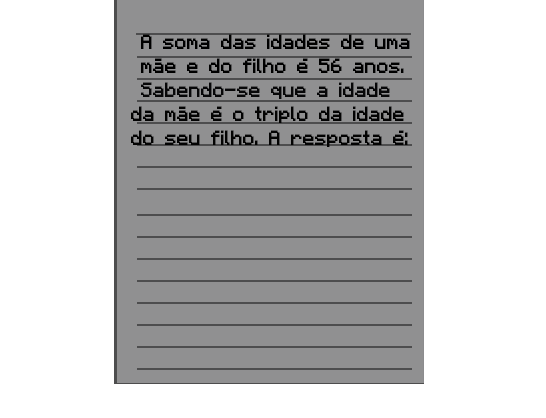 A soma das idades de uma
mãe e do filho é 56 anos.
Sabendo-se que a idade
da mãe é o triplo da idade
do seu filho. A resposta é: